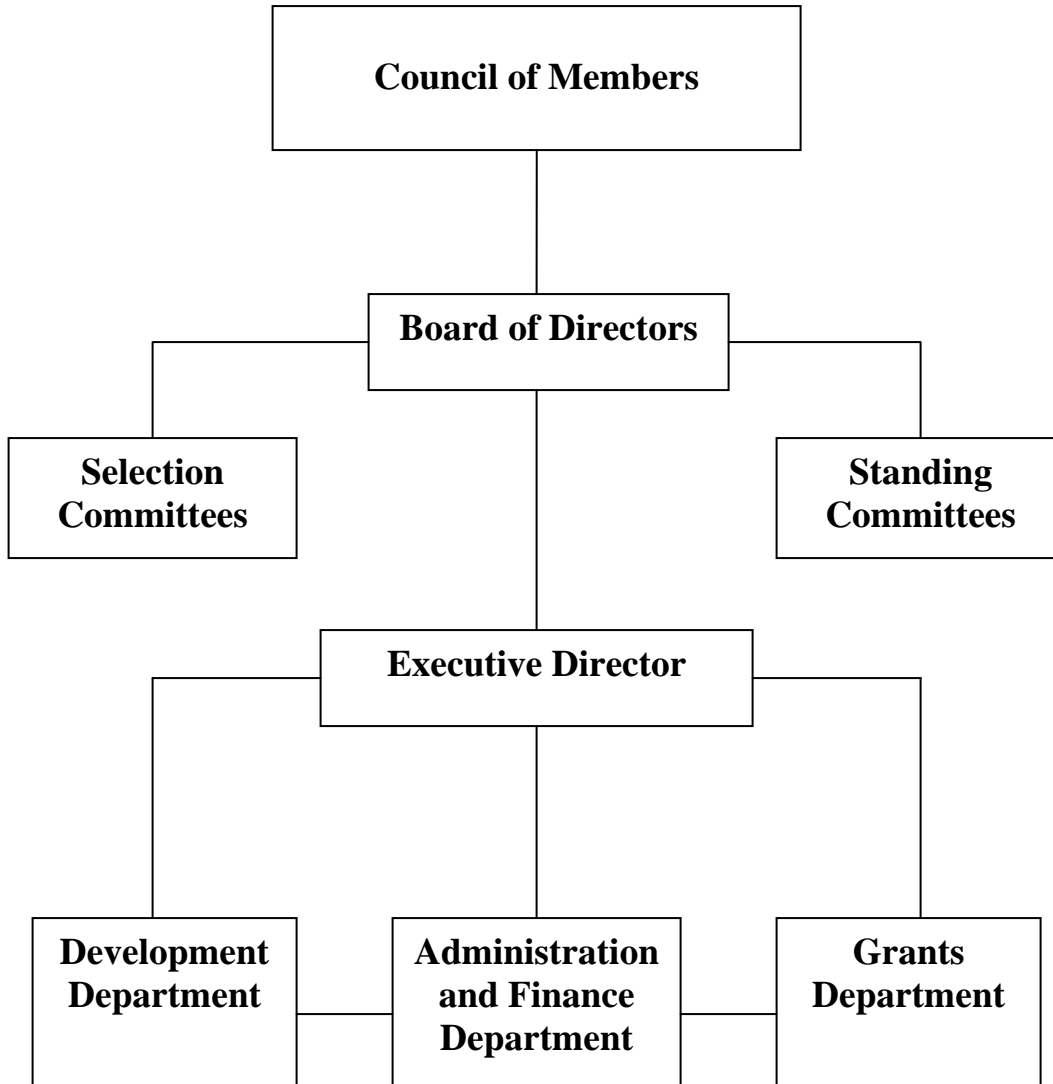 Council of Members
Board of Directors
Selection
Committees
Standing
Committees
Executive Director
Development
Department
Administration
and Finance
Department
Grants
Department